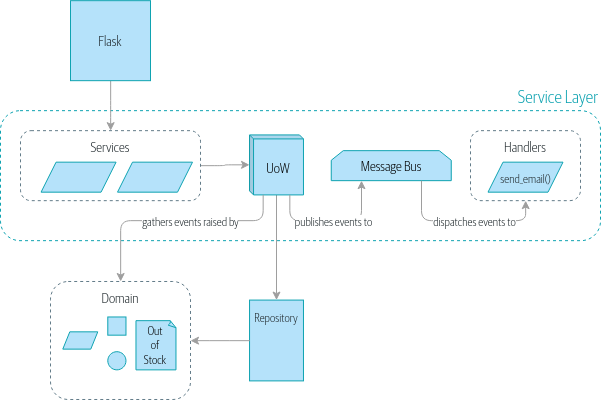 Flask
Service Layer
Services
UoW
Message Bus
Handlers
send_email()
gathers events raised by
publishes events to
dispatches events to
Domain
Out
of
Stock
Repository